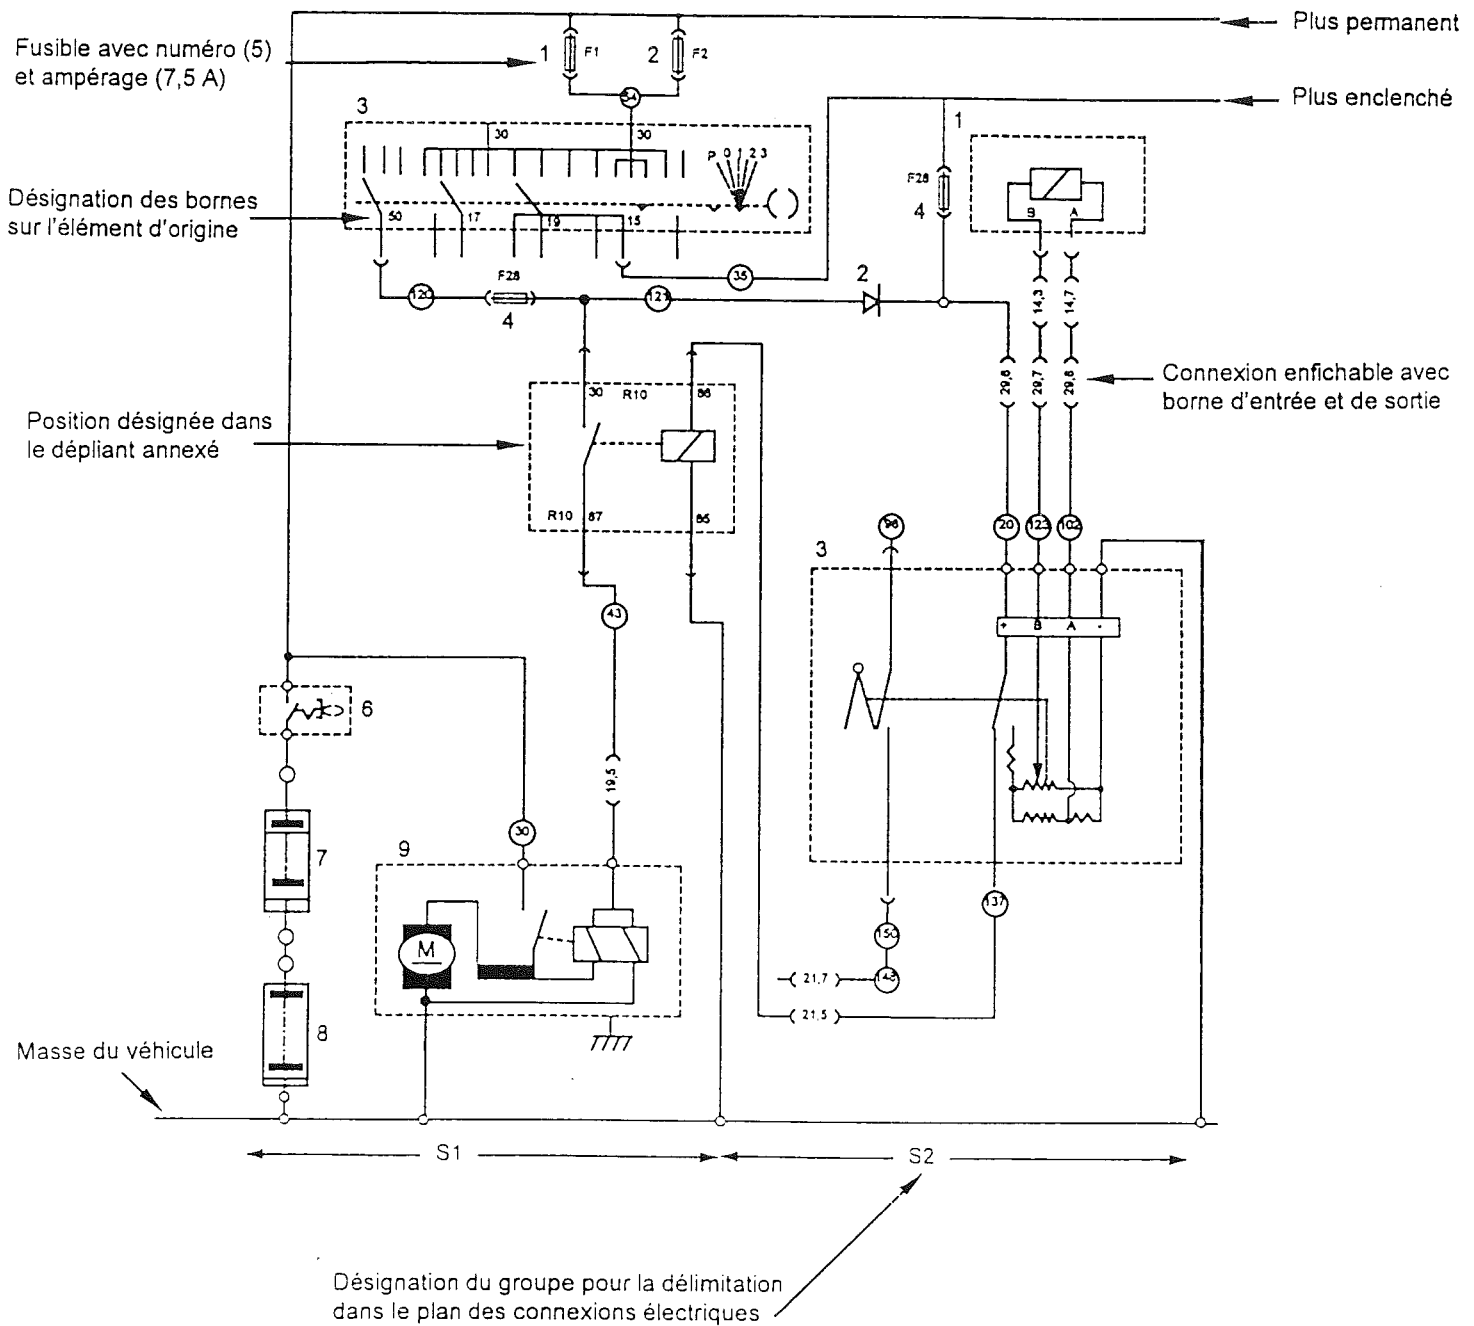 Plus permanent
Fusible avec numéro (5)
et ampérage (7,5 A)
1 F1 2 F2
54
Plus enclenché
3
1
30 30
P 0 1 2 3
F28
4
Désignation des bornes
sur l'élément d'origine
50 17 19 15
B A
35
2
120 F28 121
4
14,3 14,7
29,6 29,7 29,8
Connexion enfichable avec
borne d'entrée et de sortie
30 R10 86
Position désignée dans
le dépliant annexé
R10 87 85
98 20 123 102
3
43
+ B A -
6
19,5
30
9
7
137
M
150
21,7 148
21,5
8
Masse du véhicule
S1 S2
Désignation du groupe pour la délimitation
dans le plan des connexions électriques